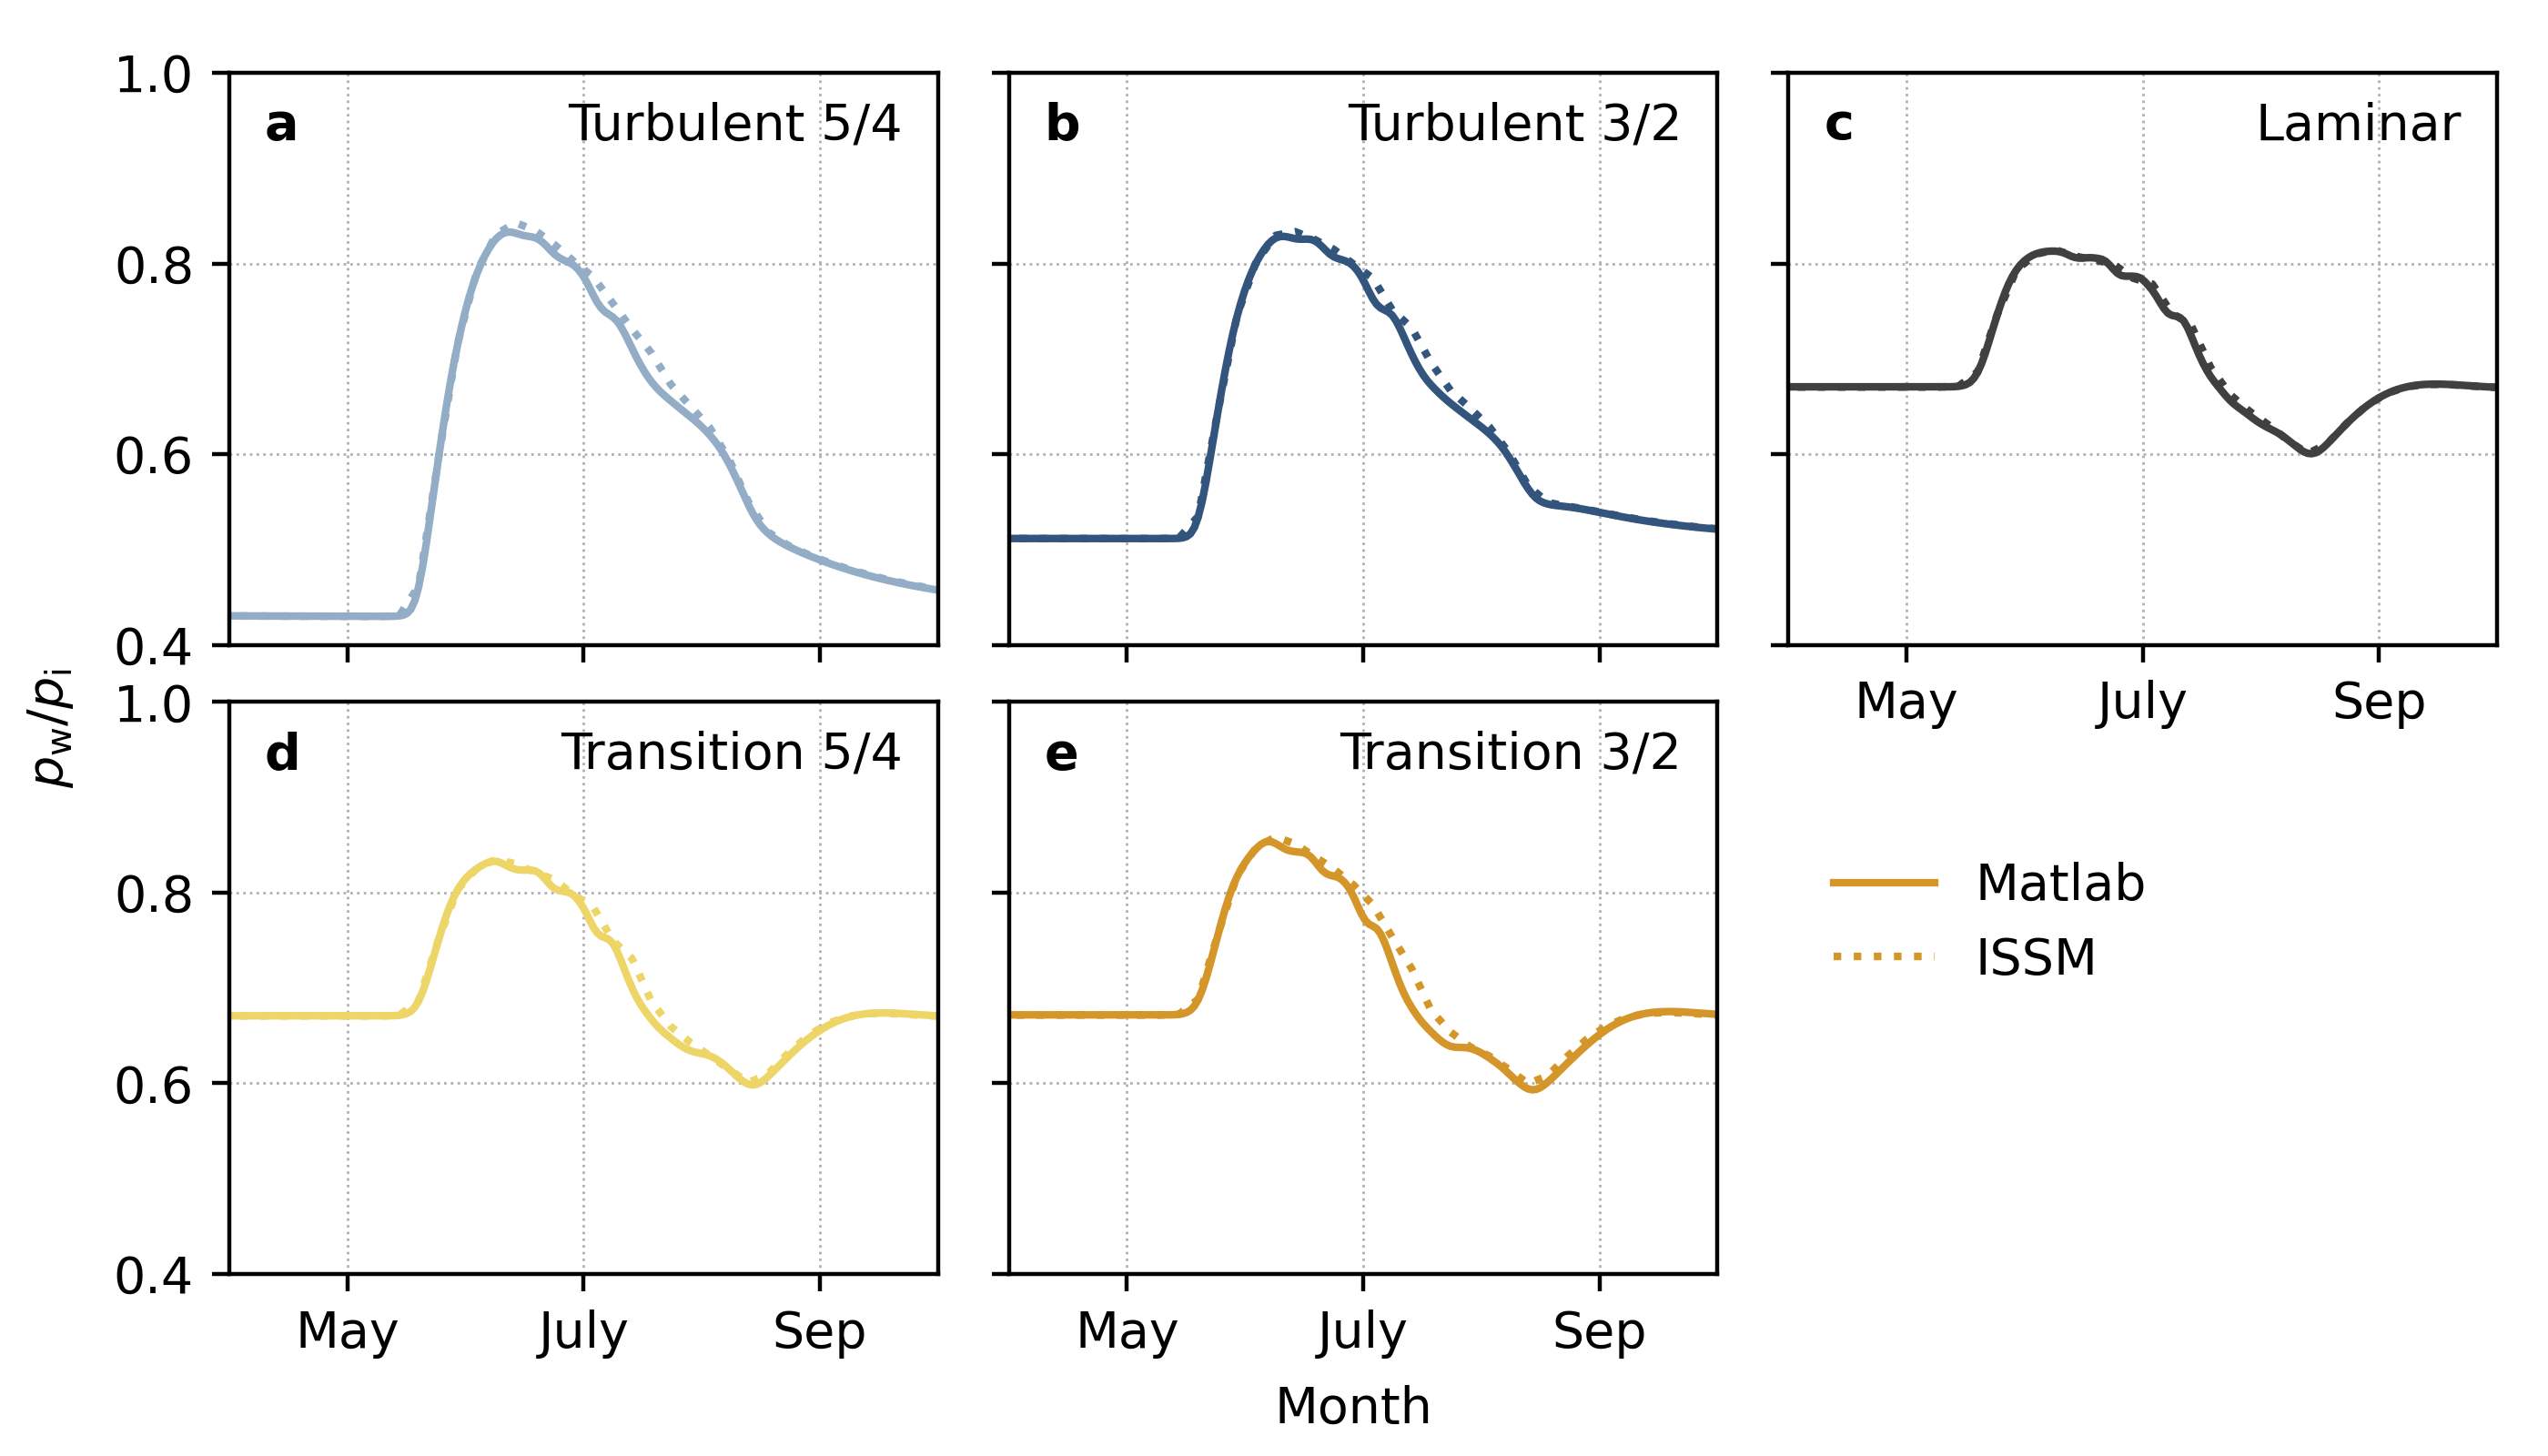 a Turbulent 5/4
b Turbulent 3/2
c Laminar
1.0
0.8
0.6
0.4
May July Sep
d Transition 5/4
e Transition 3/2
1.0
0.8
0.6
0.4
pw/pi
May July Sep
May July Sep
Month
Matlab
ISSM